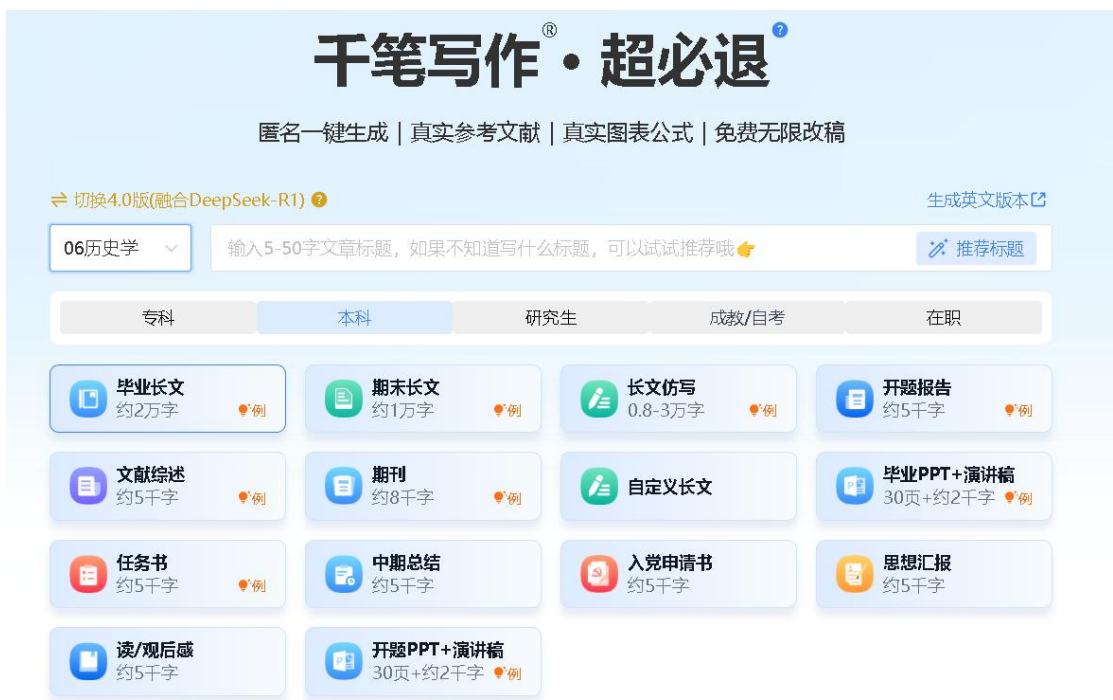 千笔写作®·超必退
匿名一键生成|真实参考文献|真实图表公式|免费无限改稿
切换4.0版(融合DeepSeek-R1) ?
生成英文版本
06历史学
输入5-50字文章标题，如果不知道写什么标题，可以试试推荐哦👉
推荐标题
专科 本科 研究生 成教/自考 在职
毕业长文 期末长文 长文仿写 开题报告
约2万字 例 约1万字 例 0.8-3万字 例 约5千字 例
文献综述 期刊 自定义长文 毕业PPT+演讲稿
约5千字 例 约8千字 例 30页+约2千字 例
任务书 中期总结 入党申请书 思想汇报
约5千字 例 约5千字 约5千字 约5千字
读/观后感 开题PPT+演讲稿
约5千字 30页+约2千字 例